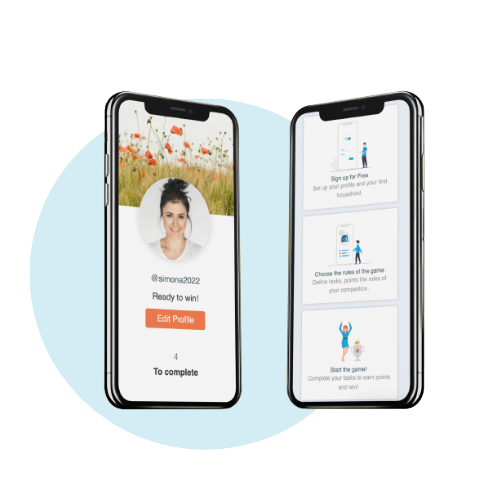 @simona2022
Ready to win!
Edit Profile
4
To complete
Sign up for Free
Set up your profile and your first
household.
Choose the rules of the game
Define tasks, points the rules of
your competition.
Start the game!
Complete your tasks to earn points
and win!